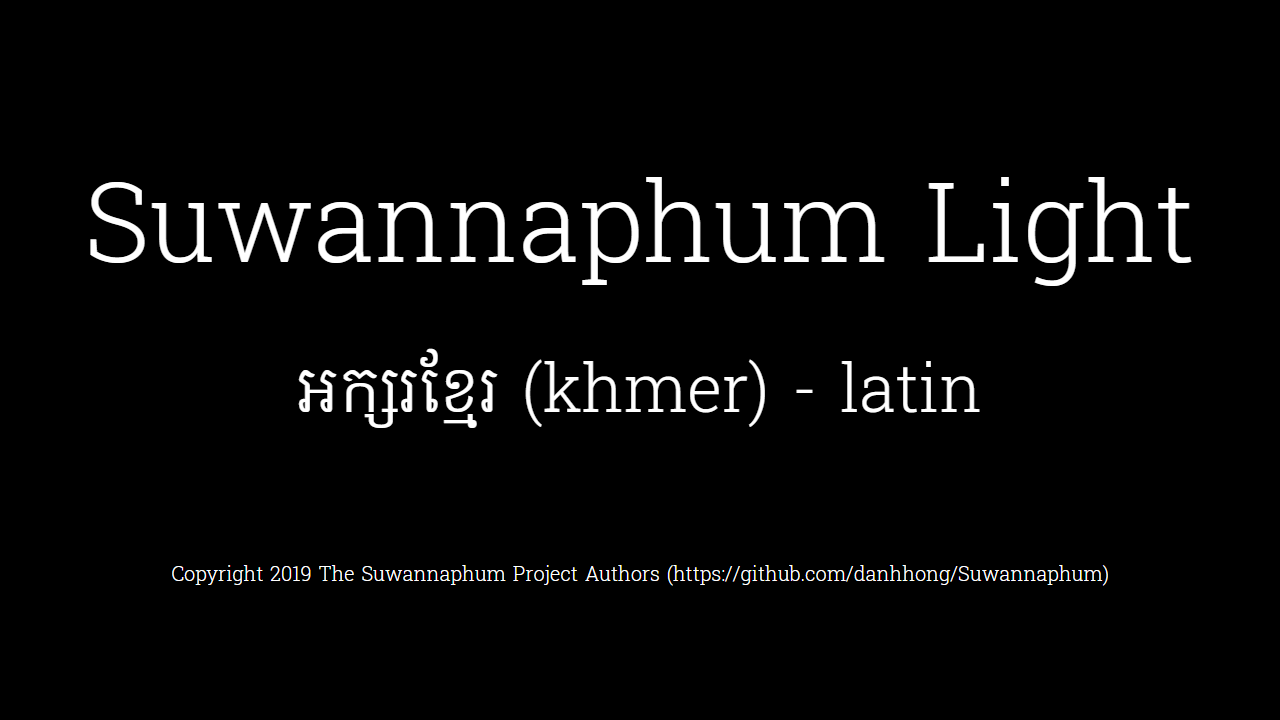 Suwannaphum Light
អក្សរខ្មែរ (khmer) - latin
Copyright 2019 The Suwannaphum Project Authors (https://github.com/danhhong/Suwannaphum)